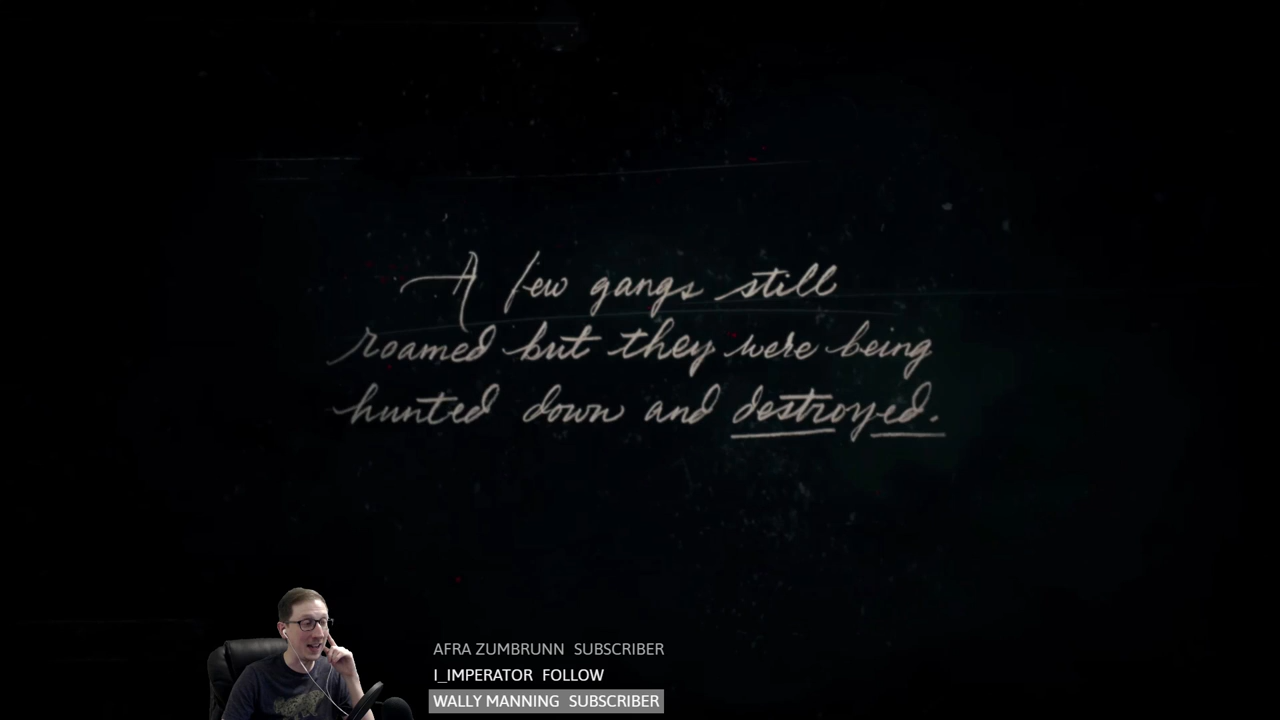 A few gangs still
roamed but they were being
hunted down and destroyed.
AFRA ZUMBRUNN SUBSCRIBER
I_IMPERATOR FOLLOW
WALLY MANNING SUBSCRIBER